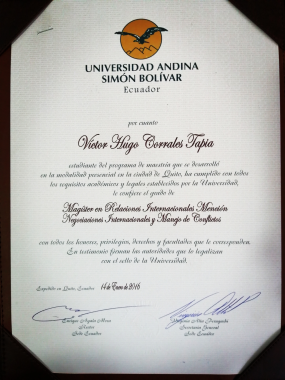 UNIVERSIDAD ANDINA
SIMÓN BOLÍVAR
Ecuador
por cuanto
Víctor Hugo Corrales Tapia
estudiante del programa de maestría que se desarrolló
en la modalidad presencial en la ciudad de Quito, ha cumplido con todos
los requisitos académicos y legales establecidos por la Universidad,
le confiere el grado de
Magíster en Relaciones Internacionales Mención
Negociaciones Internacionales y Manejo de Conflictos
con todos los honores, privilegios, derechos y facultades que le corresponden.
En testimonio firman las autoridades que lo legalizan
con el sello de la Universidad.
Expedido en Quito, Ecuador 14 de Enero de 2016
Enrique Ayala Mora
Rector
Sede Ecuador
Secretario General
Sede Ecuador